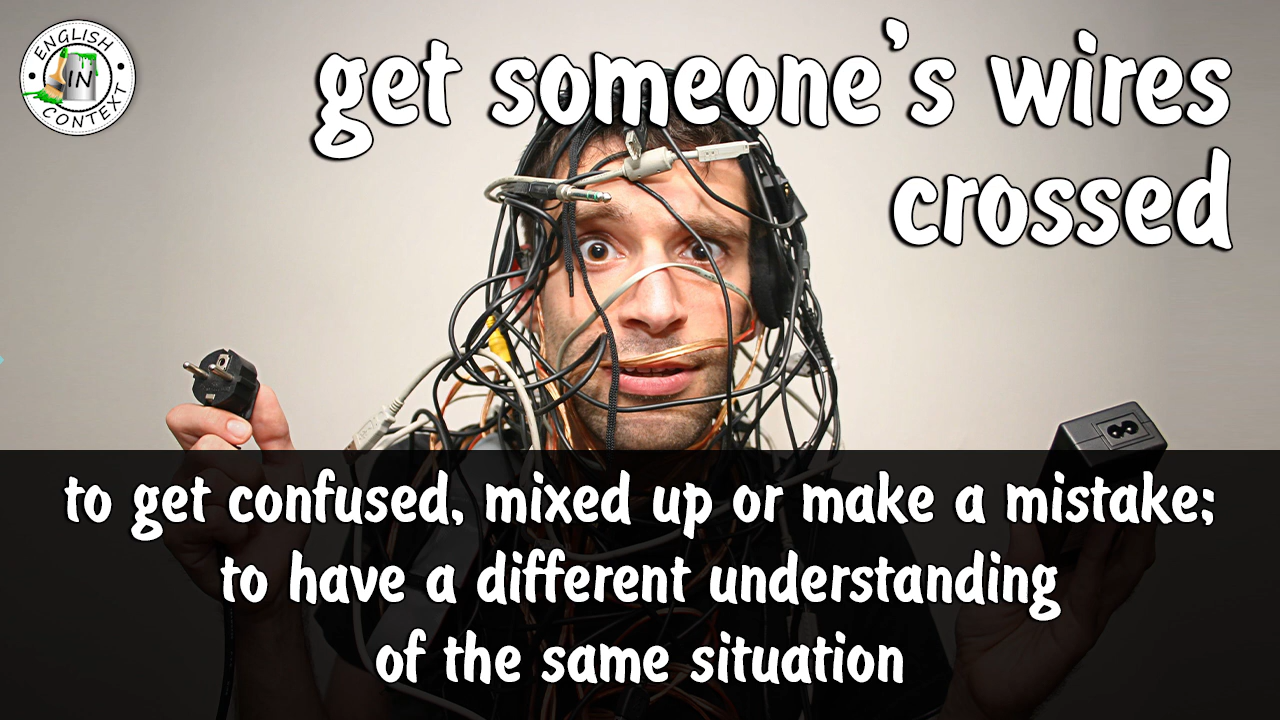 ENGLISH
IN
CONTEXT
get someone's wires
crossed
to get confused, mixed up or make a mistake;
to have a different understanding
of the same situation